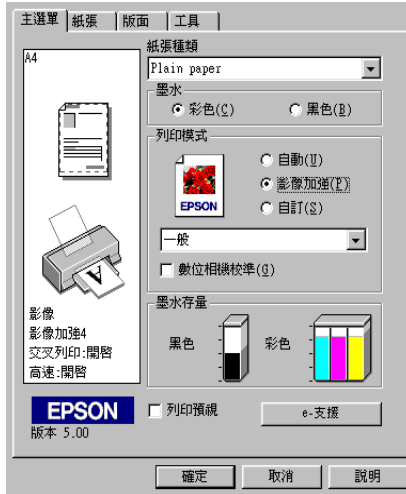 主選單 紙張 版面 工具
A4
紙張種類
Plain paper
墨水
彩色(C) 黑色(B)
列印模式
自動(U)
影像加強(P)
自訂(S)
EPSON
一般
數位相機校準(G)
影像
影像加強4
交叉列印:開啓
高速:開啓
墨水存量
黑色 彩色
EPSON
版本 5.00
列印預視 e-支援
確定 取消 說明